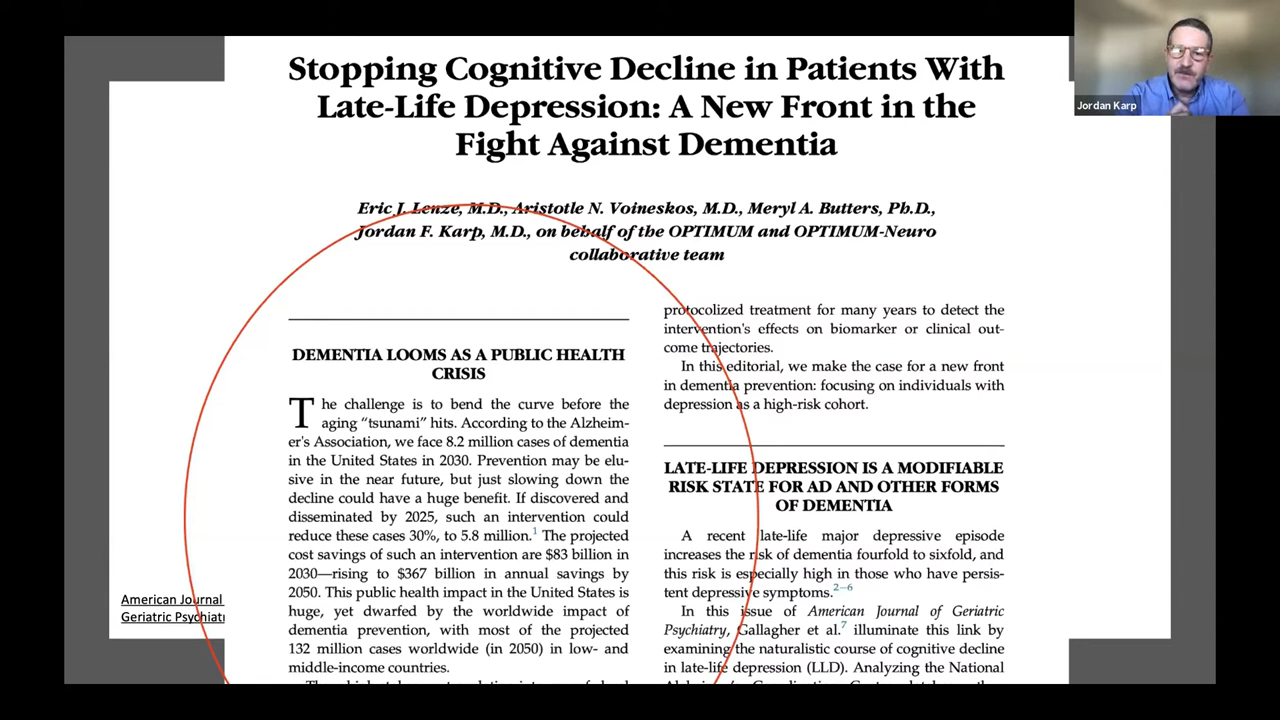 Stopping Cognitive Decline in Patients With
Late-Life Depression: A New Front in the
Fight Against Dementia
Jordan Karp
Eric J. Lenze, M.D., Aristotle N. Voineskos, M.D., Meryl A. Butters, Ph.D.,
Jordan F. Karp, M.D., on behalf of the OPTIMUM and OPTIMUM-Neuro
collaborative team
DEMENTIA LOOMS AS A PUBLIC HEALTH
CRISIS
The challenge is to bend the curve before the
aging “tsunami” hits. According to the Alzheim-
er's Association, we face 8.2 million cases of dementia
in the United States in 2030. Prevention may be elu-
sive in the near future, but just slowing down the
decline could have a huge benefit. If discovered and
disseminated by 2025, such an intervention could
reduce these cases 30%, to 5.8 million.1 The projected
cost savings of such an intervention are $83 billion in
2030—rising to $367 billion in annual savings by
2050. This public health impact in the United States is
huge, yet dwarfed by the worldwide impact of
dementia prevention, with most of the projected
132 million cases worldwide (in 2050) in low- and
middle-income countries.
protocolized treatment for many years to detect the
intervention's effects on biomarker or clinical out-
come trajectories.
In this editorial, we make the case for a new front
in dementia prevention: focusing on individuals with
depression as a high-risk cohort.
LATE-LIFE DEPRESSION IS A MODIFIABLE
RISK STATE FOR AD AND OTHER FORMS
OF DEMENTIA
A recent late-life major depressive episode
increases the risk of dementia fourfold to sixfold, and
this risk is especially high in those who have persis-
tent depressive symptoms.2–6
In this issue of American Journal of Geriatric
Psychiatry, Gallagher et al.7 illuminate this link by
examining the naturalistic course of cognitive decline
in late-life depression (LLD). Analyzing the National
American Journal
Geriatric Psychiatr